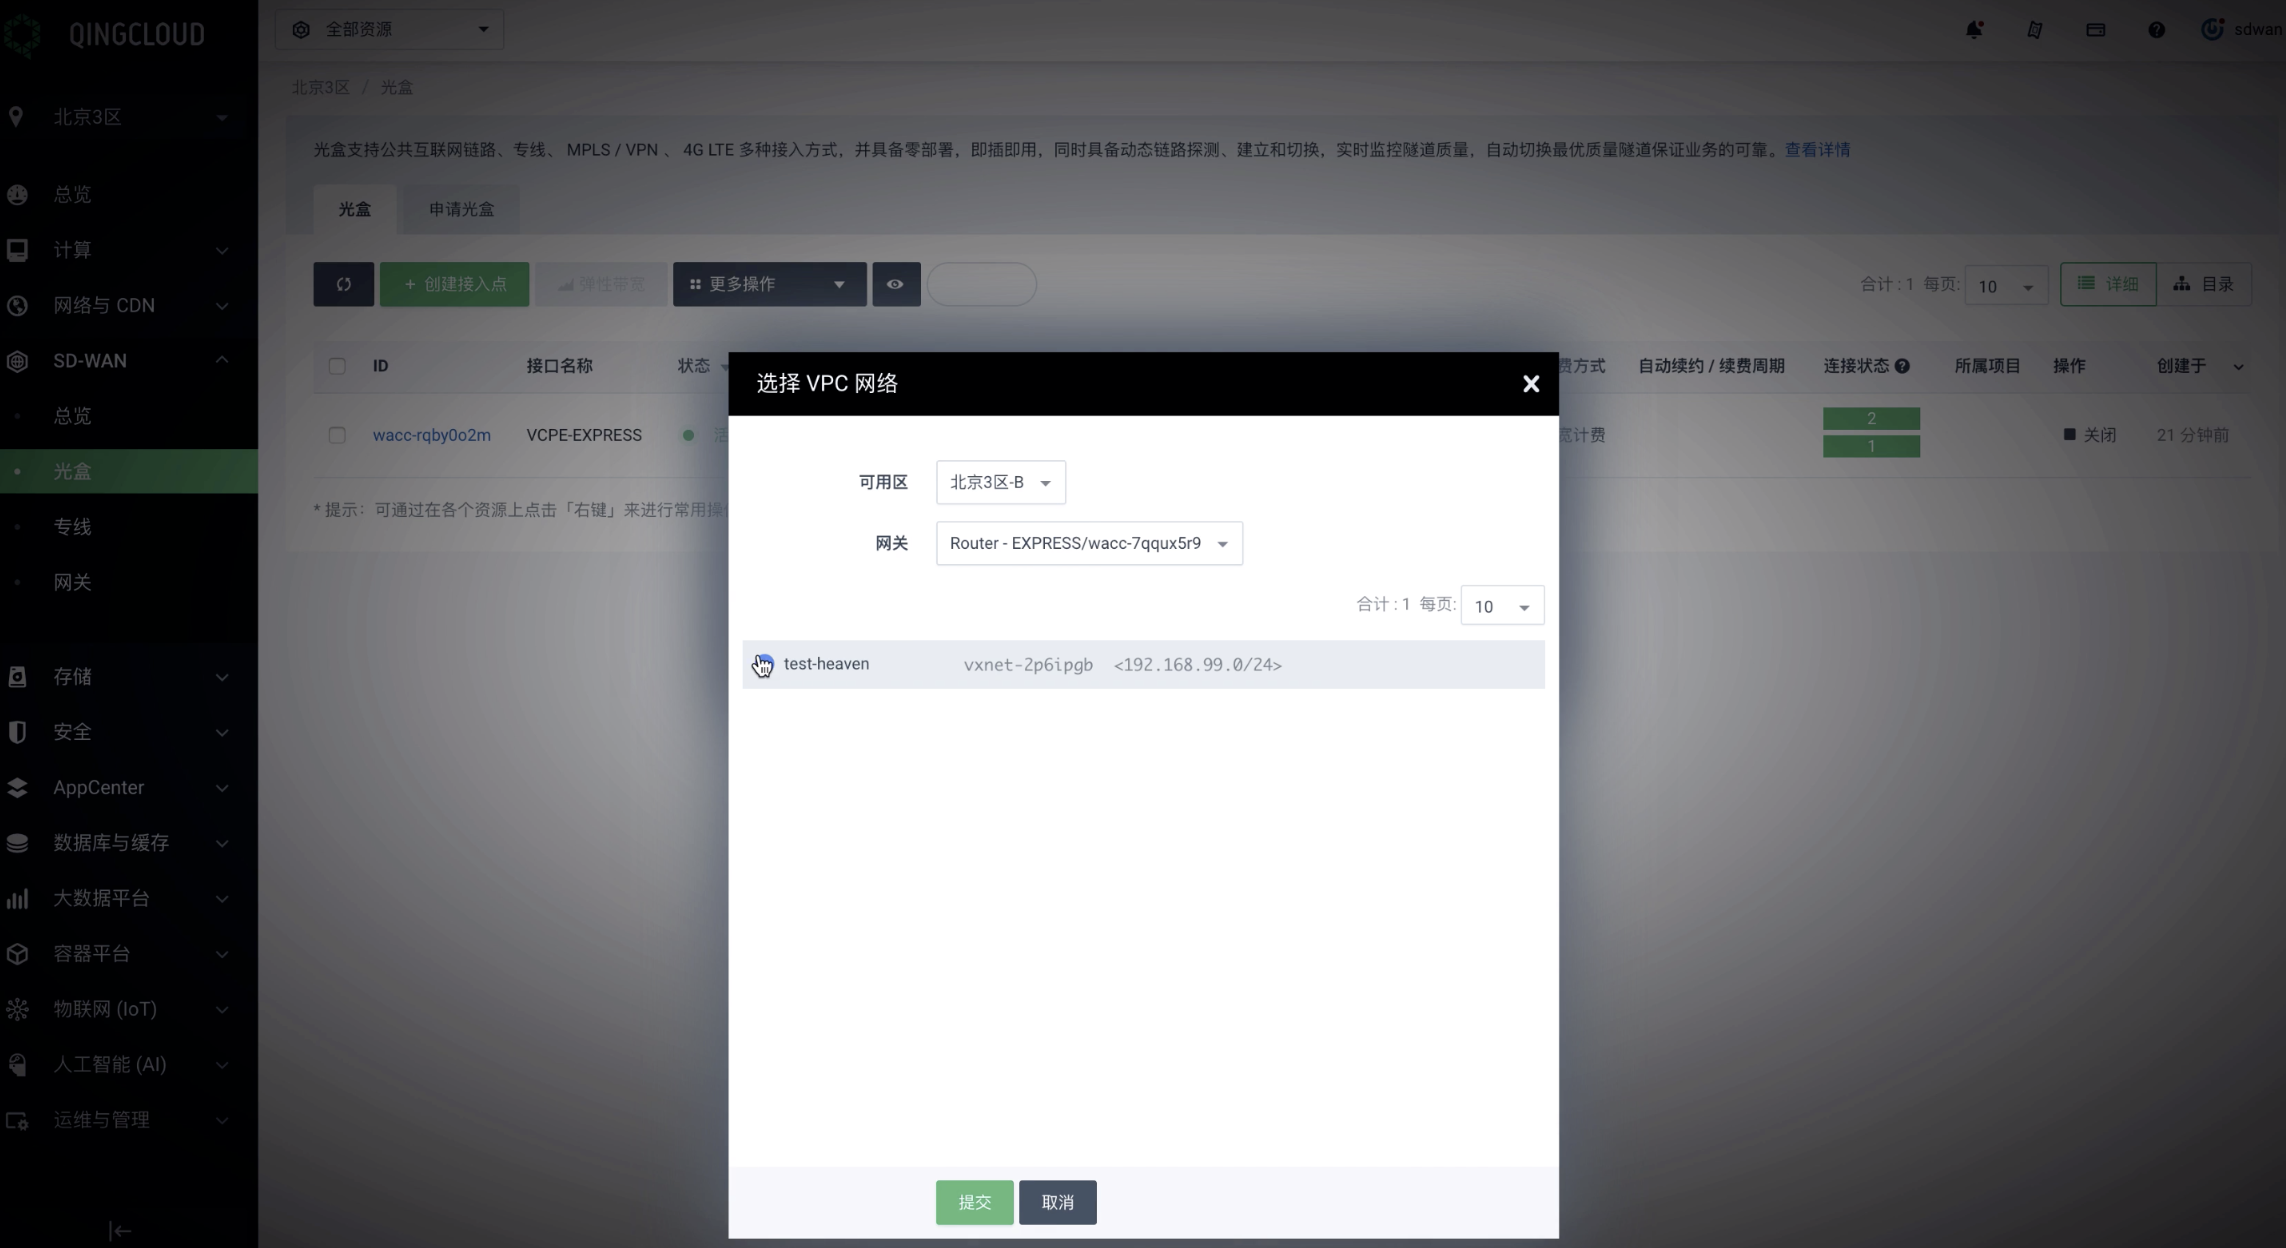 QINGCLOUD
全部资源
sdwan
北京3区
北京3区 / 光盒
光盒支持公共互联网链路、专线、 MPLS / VPN 、 4G LTE 多种接入方式，并具备零部署，即插即用，同时具备动态链路探测、建立和切换，实时监控隧道质量，自动切换最优质量隧道保证业务的可靠。查看详情
总览
计算
网络与 CDN
SD-WAN
总览
光盒
专线
网关
存储
安全
AppCenter
数据库与缓存
大数据平台
容器平台
物联网 (IoT)
人工智能 (AI)
运维与管理
光盒 申请光盒
+ 创建接入点 弹性带宽 更多操作
合计 : 1 每页: 10 详细 目录
ID 接口名称 状态 费方式 自动续约 / 续费周期 连接状态 所属项目 操作 创建于
wacc-rqby0o2m VCPE-EXPRESS 活 宽计费 2 1 关闭 21 分钟前
* 提示：可通过在各个资源上点击「右键」来进行常用操
选择 VPC 网络
可用区 北京3区-B
网关 Router - EXPRESS/wacc-7qqux5r9
合计 : 1 每页: 10
test-heaven vxnet-2p6ipgb <192.168.99.0/24>
提交 取消